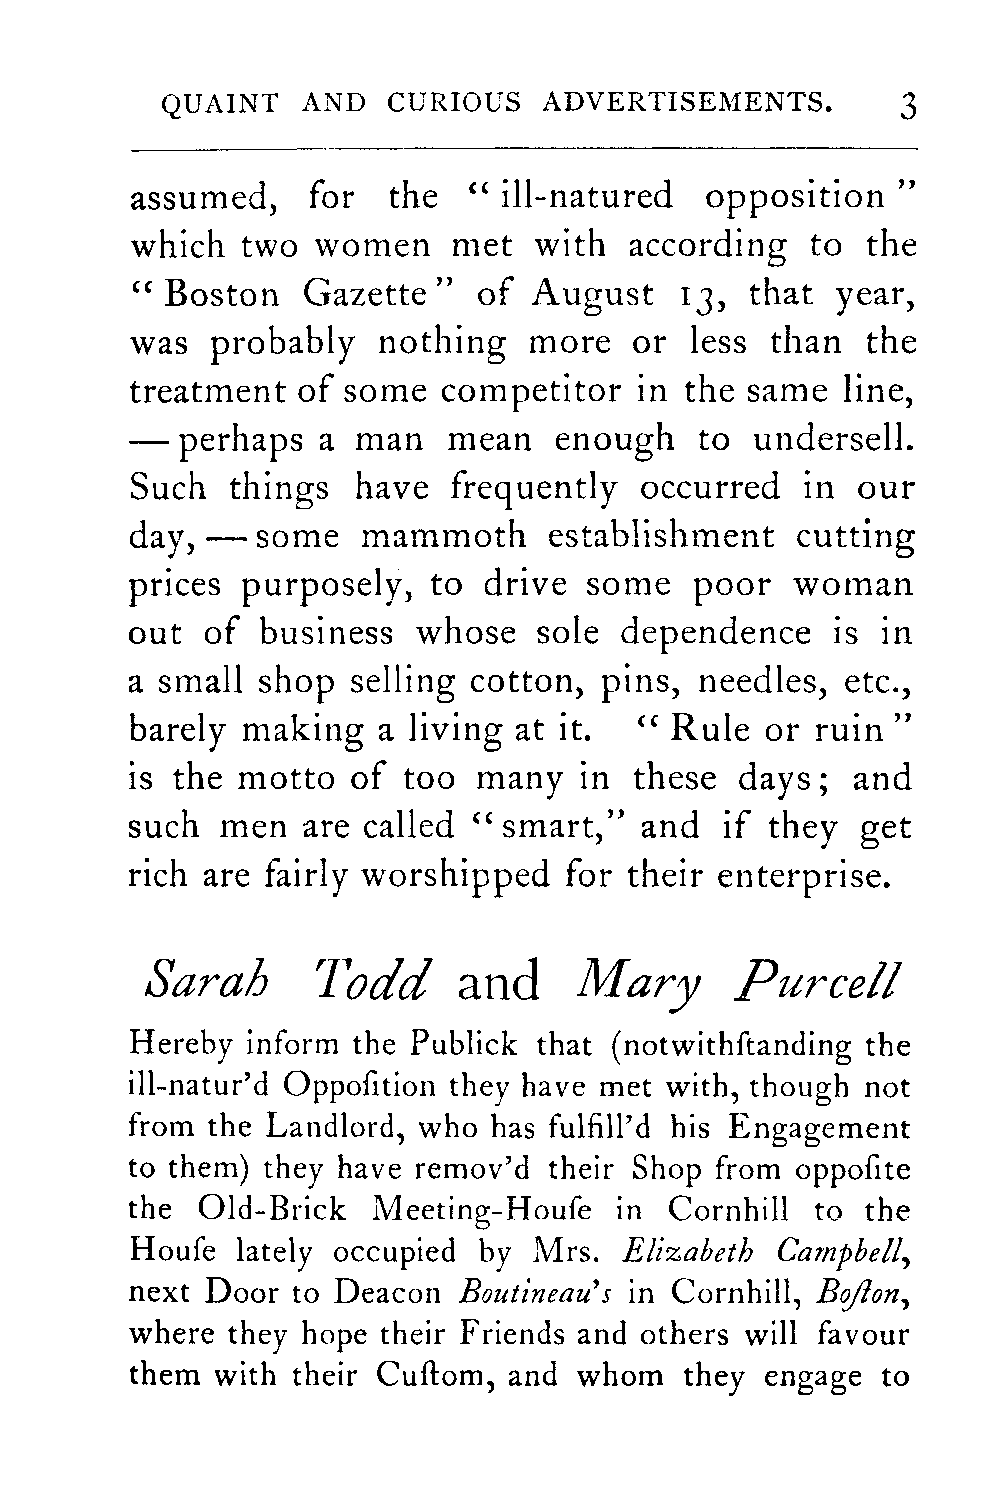 QUAINT AND CURIOUS ADVERTISEMENTS. 3
assumed, for the “ ill-natured opposition ”
which two women met with according to the
“ Boston Gazette ” of August 13, that year,
was probably nothing more or less than the
treatment of some competitor in the same line,
— perhaps a man mean enough to undersell.
Such things have frequently occurred in our
day, — some mammoth establishment cutting
prices purposely, to drive some poor woman
out of business whose sole dependence is in
a small shop selling cotton, pins, needles, etc.,
barely making a living at it. “ Rule or ruin ”
is the motto of too many in these days ; and
such men are called “ smart,” and if they get
rich are fairly worshipped for their enterprise.
Sarah Todd and Mary Purcell
Hereby inform the Publick that (notwithſtanding the
ill-natur’d Oppoſition they have met with, though not
from the Landlord, who has fulfill’d his Engagement
to them) they have remov’d their Shop from oppoſite
the Old-Brick Meeting-Houſe in Cornhill to the
Houſe lately occupied by Mrs. Elizabeth Campbell,
next Door to Deacon Boutineau’s in Cornhill, Boſton,
where they hope their Friends and others will favour
them with their Cuſtom, and whom they engage to